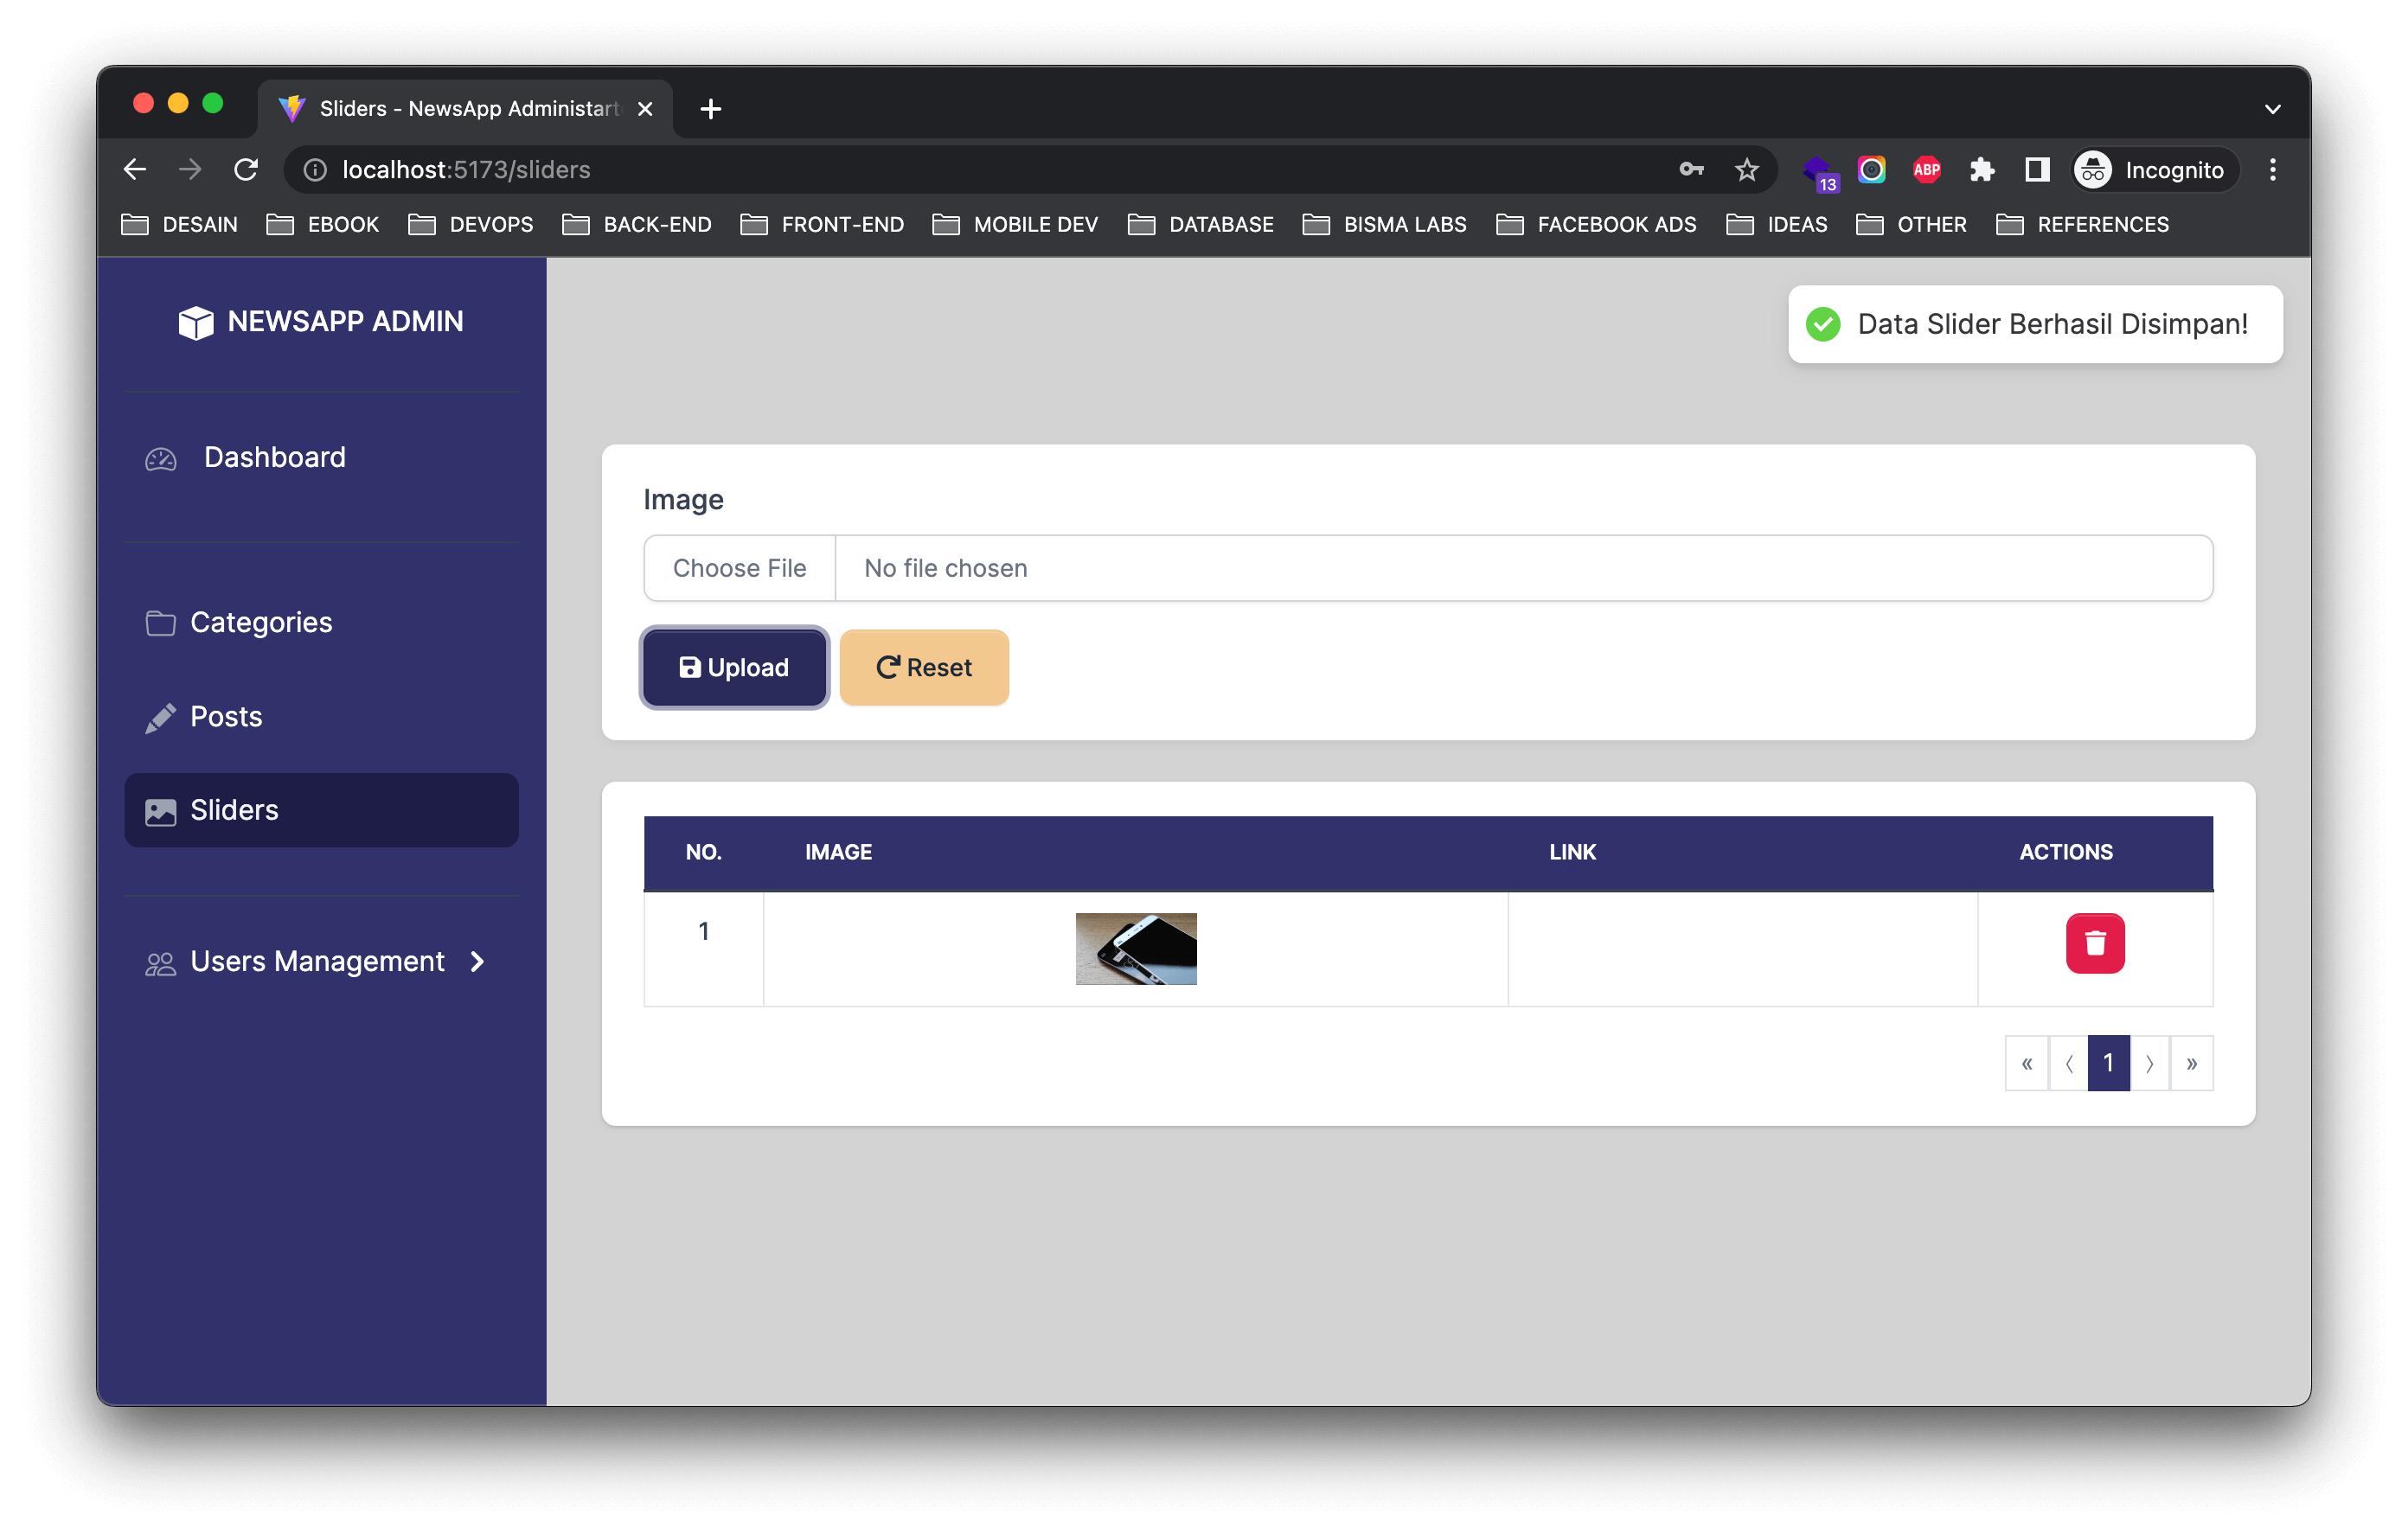 Sliders - NewsApp Administart
localhost:5173/sliders
13
ABP
Incognito
DESAIN EBOOK DEVOPS BACK-END FRONT-END MOBILE DEV DATABASE BISMA LABS FACEBOOK ADS IDEAS OTHER REFERENCES
NEWSAPP ADMIN
Data Slider Berhasil Disimpan!
Dashboard
Categories
Posts
Sliders
Users Management
Image
Choose File No file chosen
Upload Reset
NO. IMAGE LINK ACTIONS
1
« ‹ 1 › »